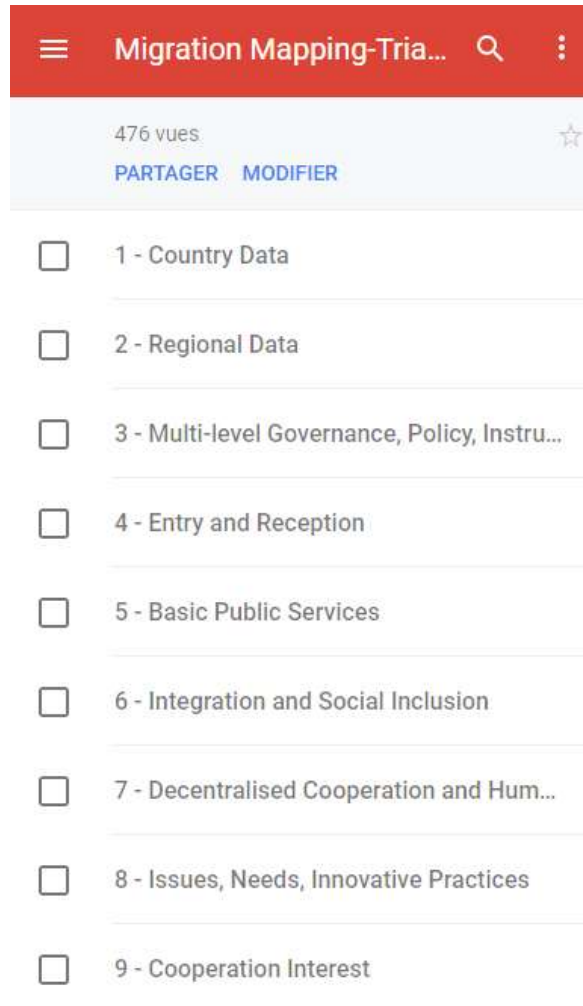 Migration Mapping-Tria...
476 vues
PARTAGER MODIFIER
1 - Country Data
2 - Regional Data
3 - Multi-level Governance, Policy, Instru...
4 - Entry and Reception
5 - Basic Public Services
6 - Integration and Social Inclusion
7 - Decentralised Cooperation and Hum...
8 - Issues, Needs, Innovative Practices
9 - Cooperation Interest